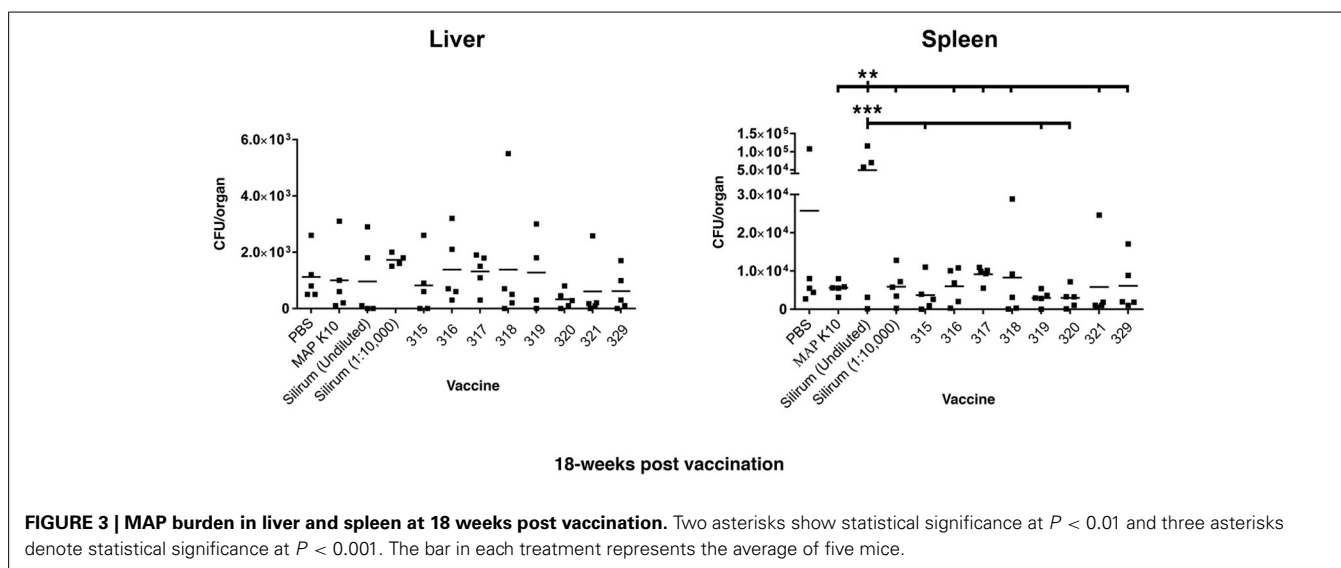 Liver
6.0×10³
4.0×10³
2.0×10³
0
CFU/organ
PBS
MAP K10
Silirum (Undiluted)
Silirum (1:10,000)
315
316
317
318
319
320
321
329
Vaccine
Spleen
**
***
1.5×10⁵
1.0×10⁵
5.0×10⁴
3.0×10⁴
2.0×10⁴
1.0×10⁴
0
CFU/organ
PBS
MAP K10
Silirum (Undiluted)
Silirum (1:10,000)
315
316
317
318
319
320
321
329
Vaccine
18-weeks post vaccination
FIGURE 3 | MAP burden in liver and spleen at 18 weeks post vaccination. Two asterisks show statistical significance at P < 0.01 and three asterisks
denote statistical significance at P < 0.001. The bar in each treatment represents the average of five mice.